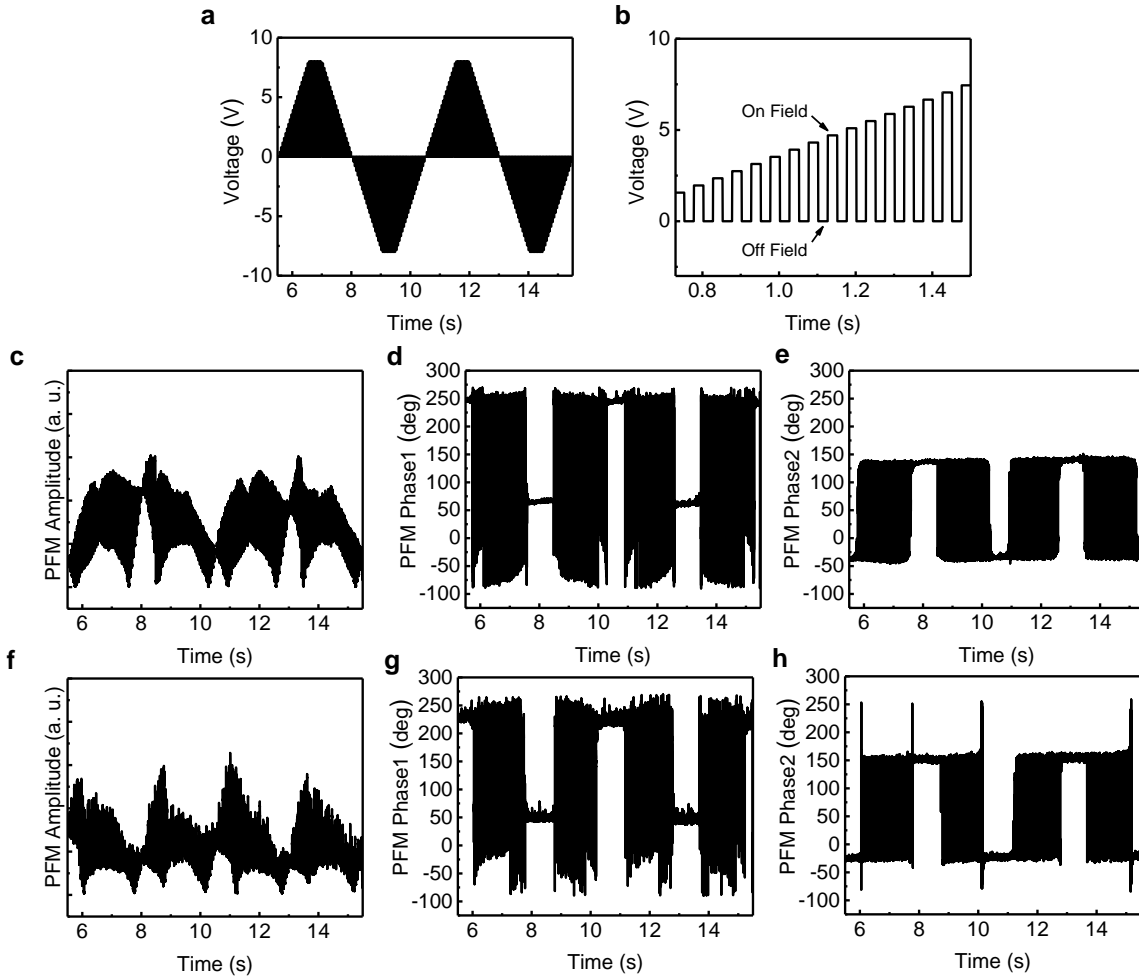 a
b
10
5
0
-5
-10
Voltage (V)
6 8 10 12 14
Time (s)
10
5
0
Voltage (V)
On Field
Off Field
0.8 1.0 1.2 1.4
Time (s)
c
d
e
PFM Amplitude (a. u.)
6 8 10 12 14
Time (s)
300
250
200
150
100
50
0
-50
-100
PFM Phase1 (deg)
6 8 10 12 14
Time (s)
300
250
200
150
100
50
0
-50
-100
PFM Phase2 (deg)
6 8 10 12 14
Time (s)
f
g
h
PFM Amplitude (a. u.)
6 8 10 12 14
Time (s)
300
250
200
150
100
50
0
-50
-100
PFM Phase1 (deg)
6 8 10 12 14
Time (s)
300
250
200
150
100
50
0
-50
-100
PFM Phase2 (deg)
6 8 10 12 14
Time (s)